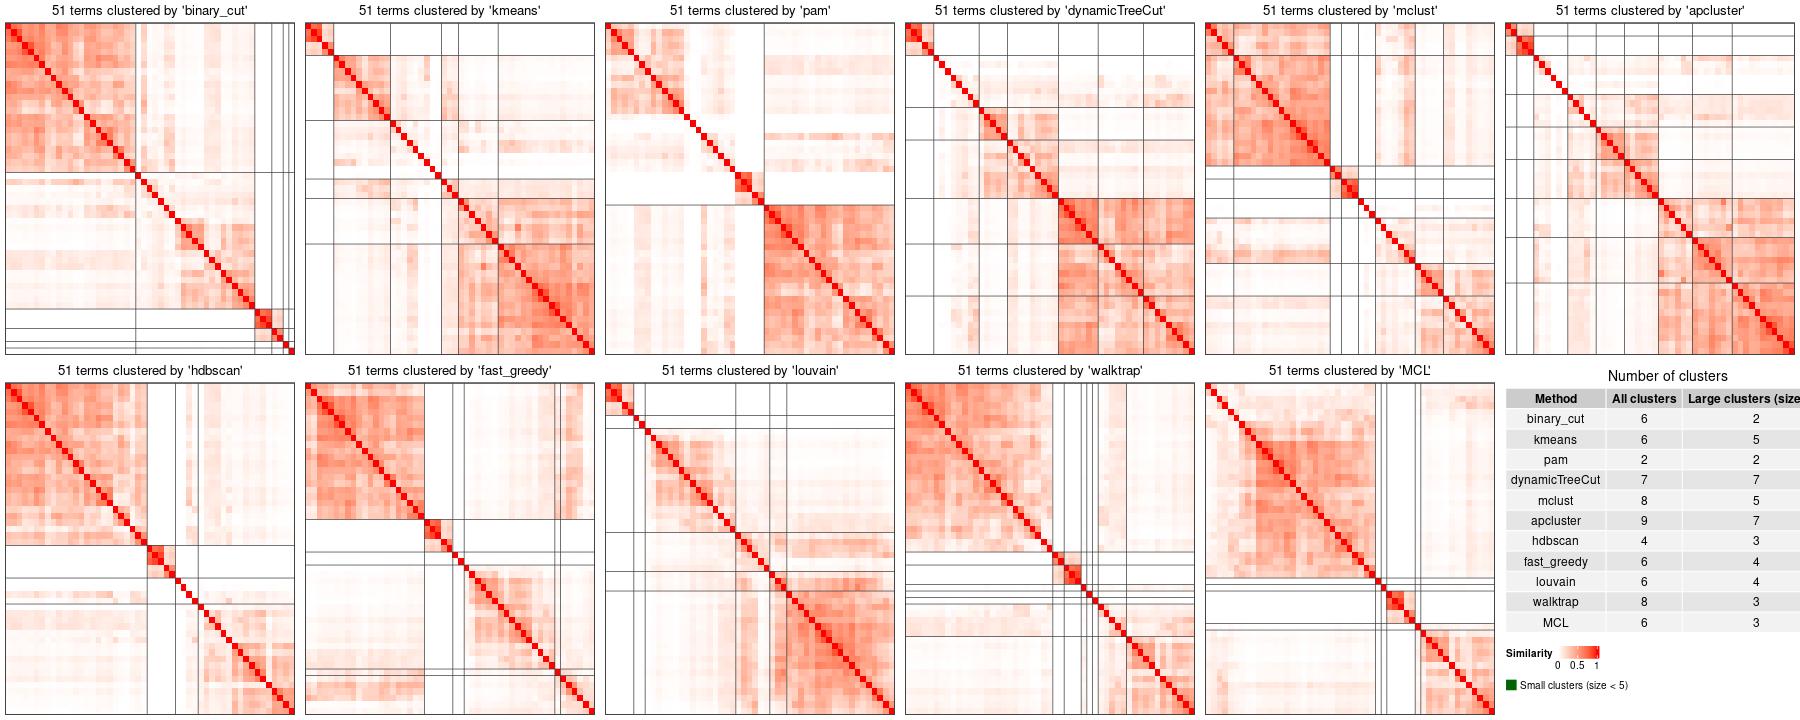 51 terms clustered by 'binary_cut'
51 terms clustered by 'kmeans'
51 terms clustered by 'pam'
51 terms clustered by 'dynamicTreeCut'
51 terms clustered by 'mclust'
51 terms clustered by 'apcluster'
51 terms clustered by 'hdbscan'
51 terms clustered by 'fast_greedy'
51 terms clustered by 'louvain'
51 terms clustered by 'walktrap'
51 terms clustered by 'MCL'
Number of clusters
Method All clusters Large clusters (size
binary_cut 6 2
kmeans 6 5
pam 2 2
dynamicTreeCut 7 7
mclust 8 5
apcluster 9 7
hdbscan 4 3
fast_greedy 6 4
louvain 6 4
walktrap 8 3
MCL 6 3
Similarity
0 0.5 1
Small clusters (size < 5)